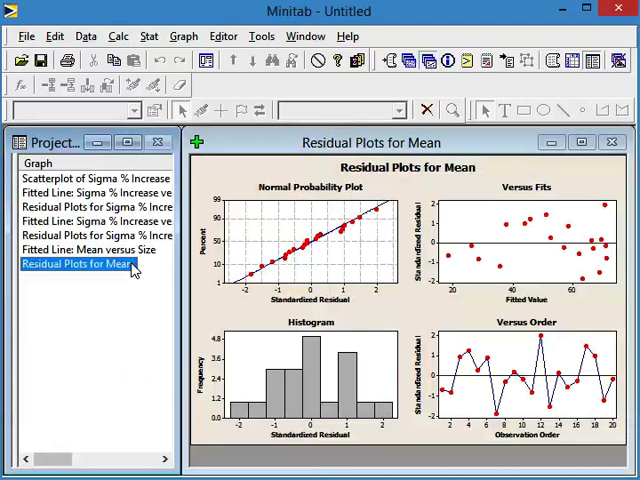 Minitab - Untitled
File Edit Data Calc Stat Graph Editor Tools Window Help
Project...
Residual Plots for Mean
Graph
Scatterplot of Sigma % Increase
Fitted Line: Sigma % Increase ve
Residual Plots for Sigma % Incre
Fitted Line: Sigma % Increase ve
Residual Plots for Sigma % Incre
Fitted Line: Mean versus Size
Residual Plots for Mean
Residual Plots for Mean
Normal Probability Plot
Percent
99
90
50
10
1
-2 -1 0 1 2
Standardized Residual
Versus Fits
Standardized Residual
2
1
0
-1
-2
20 40 60
Fitted Value
Histogram
Frequency
4.8
3.6
2.4
1.2
0.0
-2 -1 0 1 2
Standardized Residual
Versus Order
Standardized Residual
2
1
0
-1
-2
2 4 6 8 10 12 14 16 18 20
Observation Order